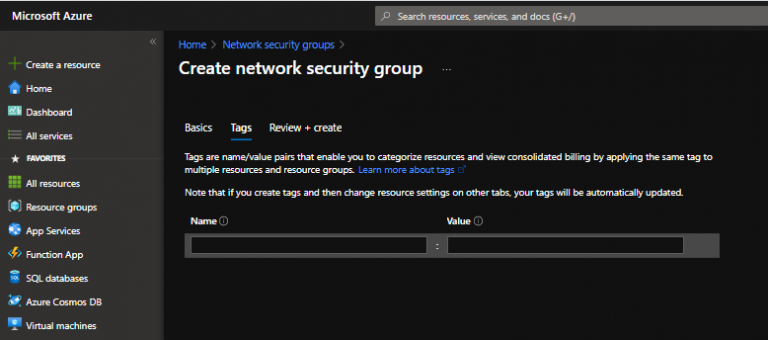 Microsoft Azure
Search resources, services, and docs (G+/)
«
Create a resource
Home
Dashboard
All services
FAVORITES
All resources
Resource groups
App Services
Function App
SQL databases
Azure Cosmos DB
Virtual machines
Home > Network security groups >
Create network security group ...
Basics Tags Review + create
Tags are name/value pairs that enable you to categorize resources and view consolidated billing by applying the same tag to
multiple resources and resource groups. Learn more about tags
Note that if you create tags and then change resource settings on other tabs, your tags will be automatically updated.
Name Value
: